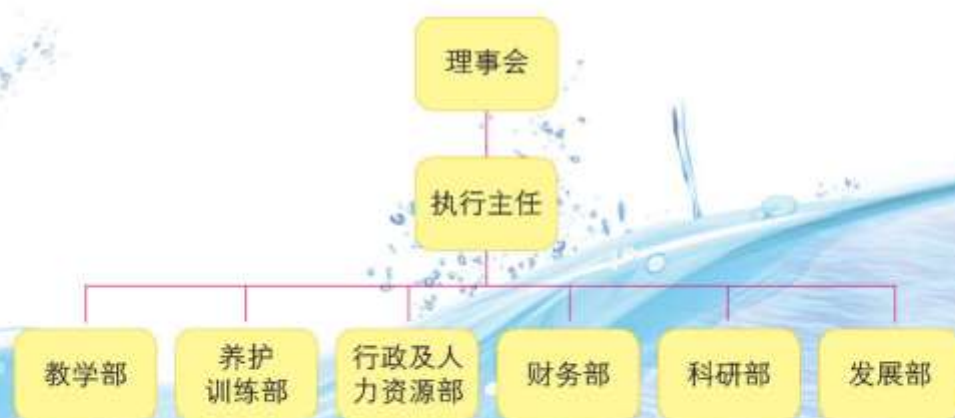 理事会
执行主任
教学部
养护
训练部
行政及人
力资源部
财务部
科研部
发展部